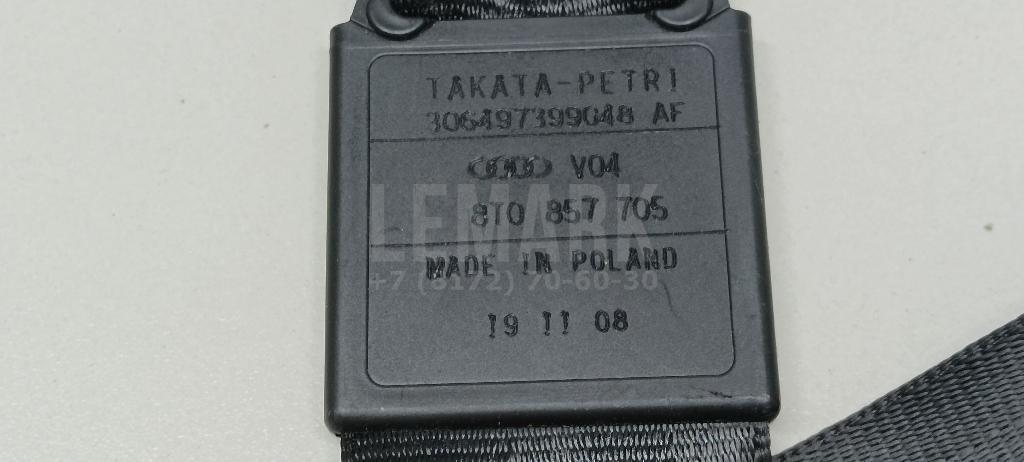 TAKATA-PETRI
306497399048 AF
V04
8T0 857 705
LEMARK
MADE IN POLAND
+7 (8172) 70-60-30
19 11 08